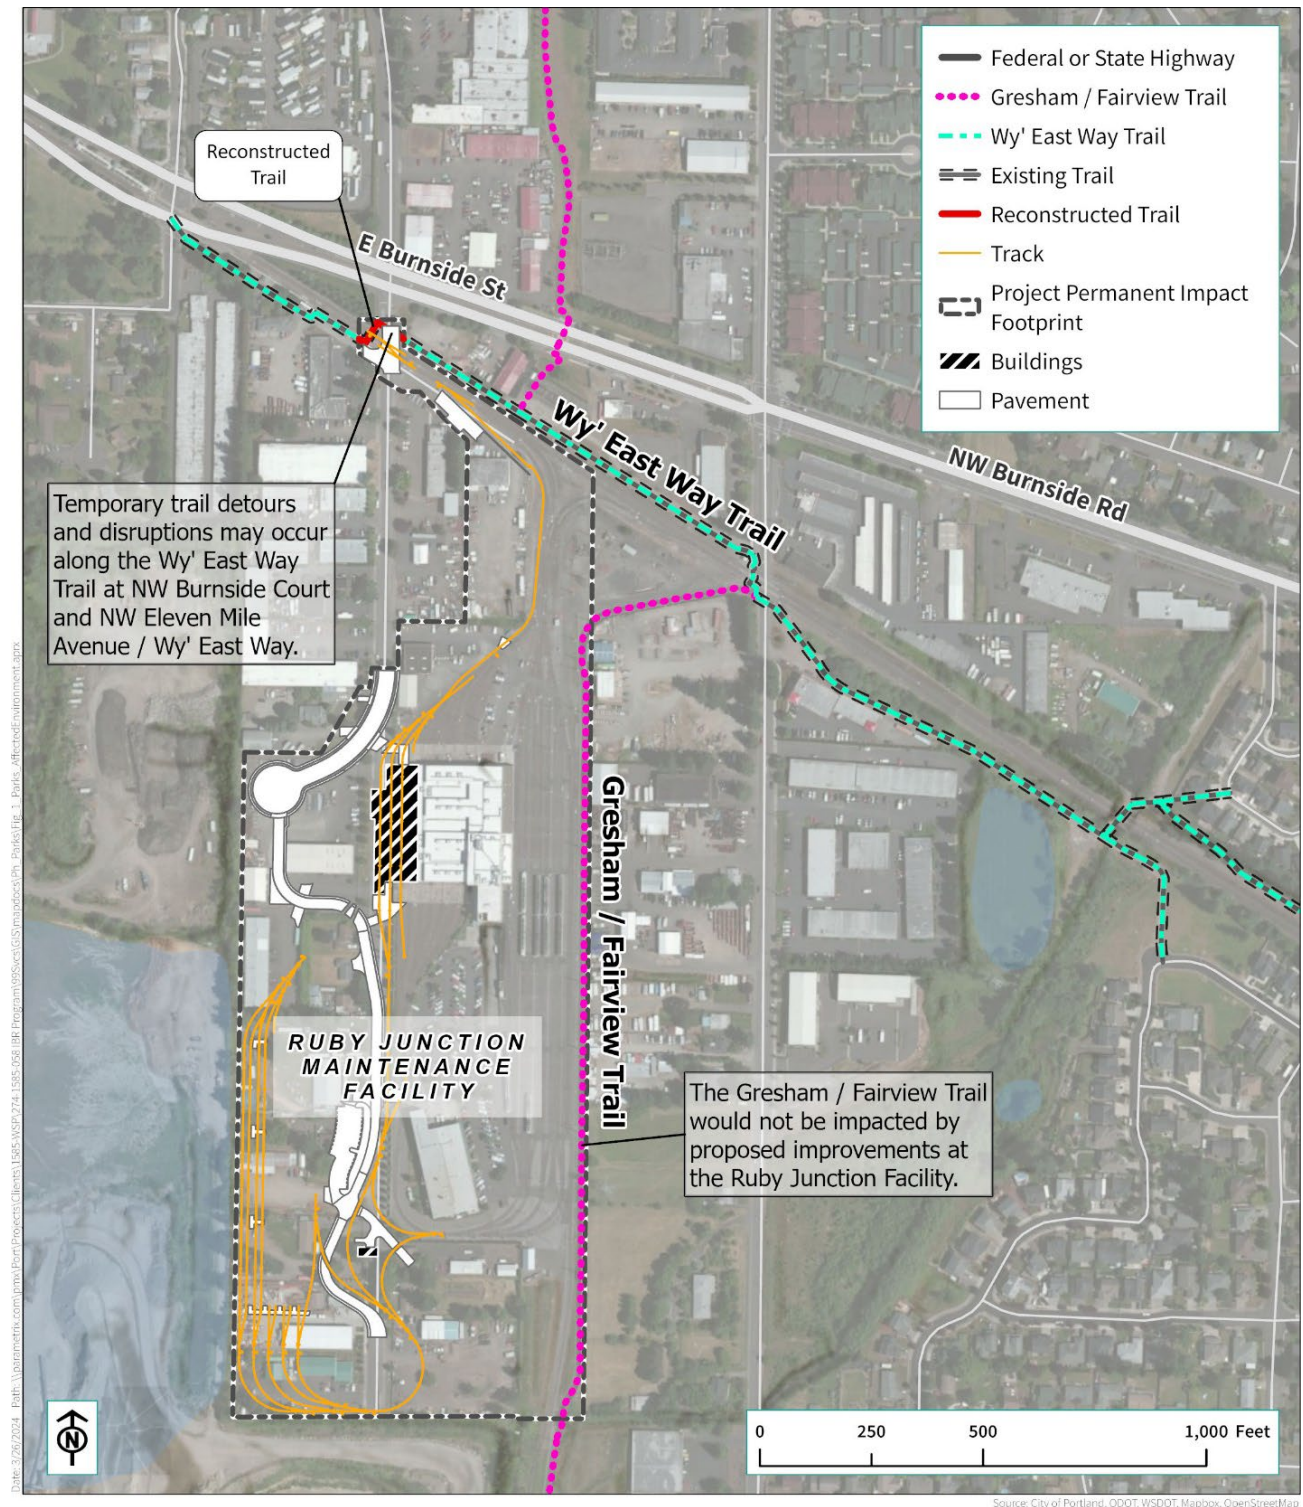 Federal or State Highway
Gresham / Fairview Trail
Wy' East Way Trail
Existing Trail
Reconstructed Trail
Track
Project Permanent Impact
Footprint
Buildings
Pavement
Reconstructed
Trail
E Burnside St
Wy' East Way Trail
NW Burnside Rd
Temporary trail detours
and disruptions may occur
along the Wy' East Way
Trail at NW Burnside Court
and NW Eleven Mile
Avenue / Wy' East Way.
Gresham / Fairview Trail
RUBY JUNCTION
MAINTENANCE
FACILITY
The Gresham / Fairview Trail
would not be impacted by
proposed improvements at
the Ruby Junction Facility.
N
0 250 500 1,000 Feet
Source: City of Portland, ODOT, WSDOT, Mapbox, OpenStreetMap
Date: 3/26/2024